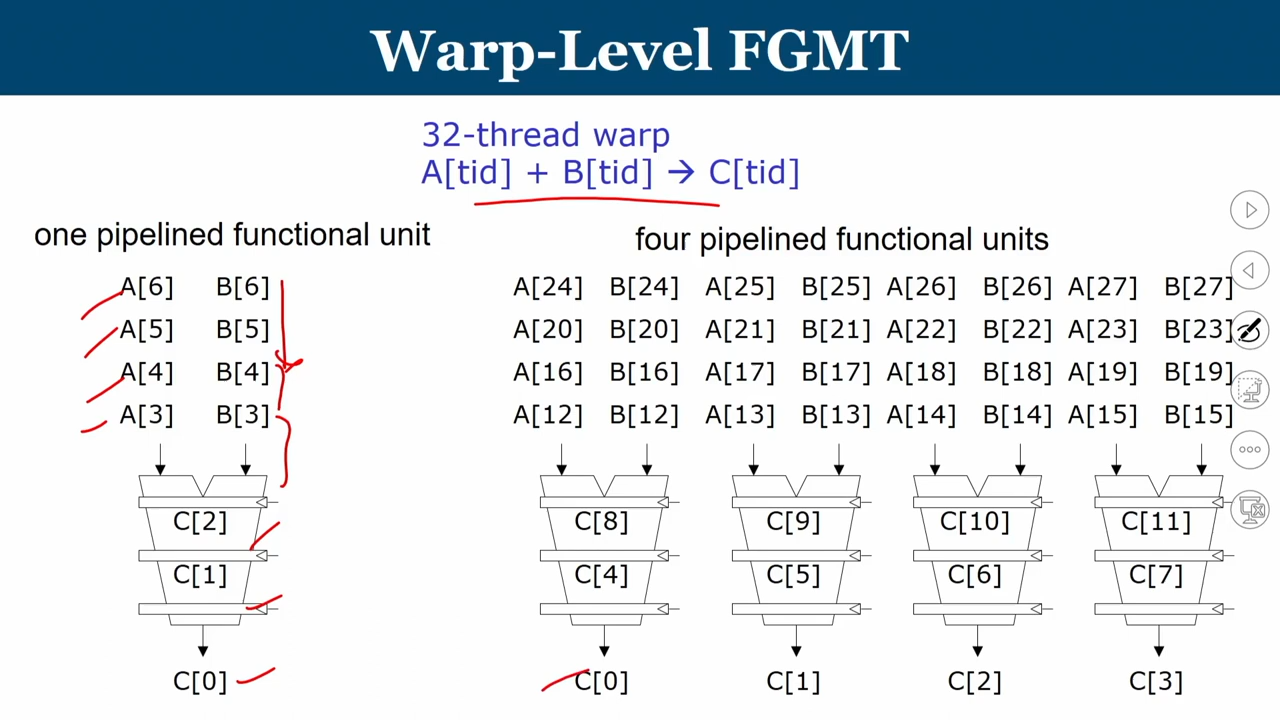 Warp-Level FGMT
32-thread warp
A[tid] + B[tid] → C[tid]
one pipelined functional unit
A[6] B[6]
A[5] B[5]
A[4] B[4]
A[3] B[3]
C[2]
C[1]
C[0]
four pipelined functional units
A[24] B[24] A[25] B[25] A[26] B[26] A[27] B[27]
A[20] B[20] A[21] B[21] A[22] B[22] A[23] B[23]
A[16] B[16] A[17] B[17] A[18] B[18] A[19] B[19]
A[12] B[12] A[13] B[13] A[14] B[14] A[15] B[15]
C[8] C[9] C[10] C[11]
C[4] C[5] C[6] C[7]
C[0] C[1] C[2] C[3]